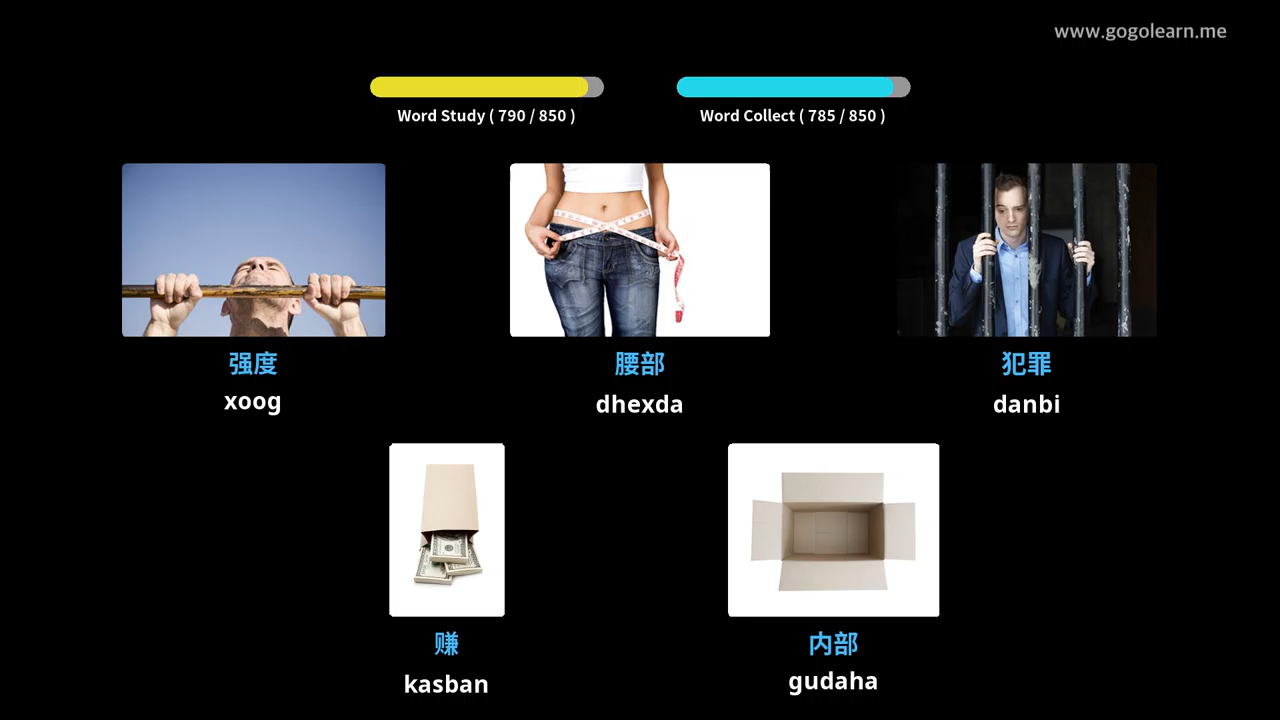 www.gogolearn.me
Word Study ( 790 / 850 )
Word Collect ( 785 / 850 )
强度
xoog
腰部
dhexda
犯罪
danbi
赚
kasban
内部
gudaha